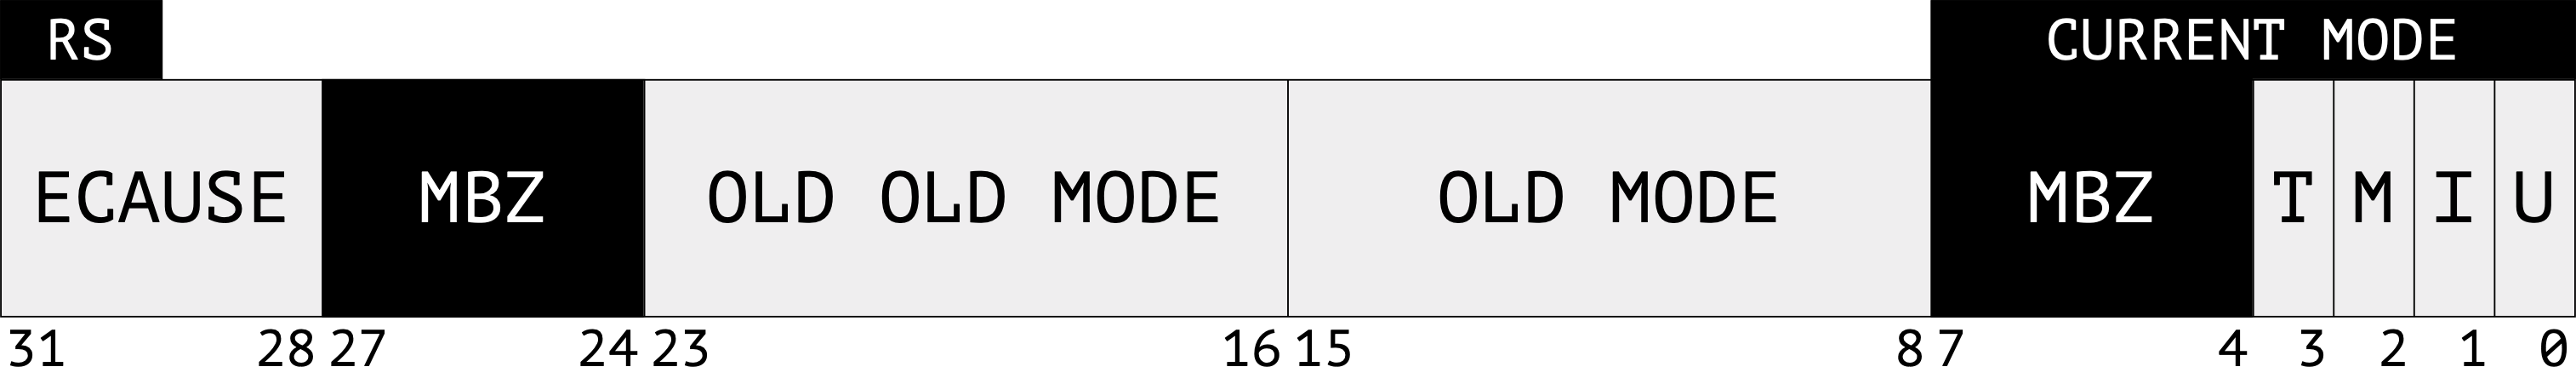 RS CURRENT MODE
ECAUSE MBZ OLD OLD MODE OLD MODE MBZ T M I U
31 28 27 24 23 16 15 8 7 4 3 2 1 0